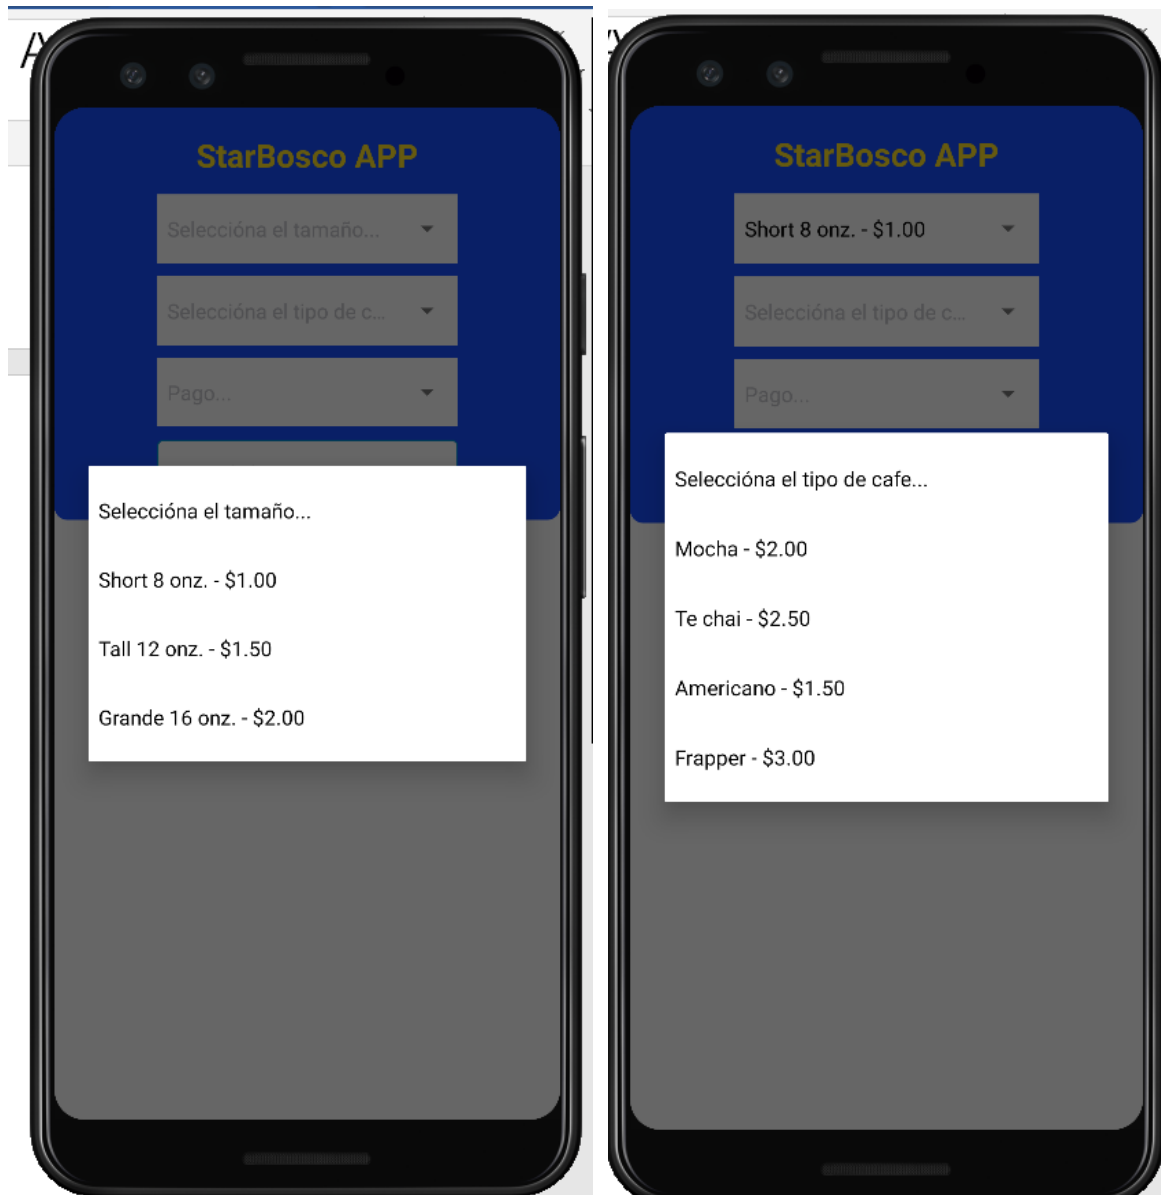 StarBosco APP
Seleccióna el tamaño...
Seleccióna el tipo de c...
Pago...
Seleccióna el tamaño...
Short 8 onz. - $1.00
Tall 12 onz. - $1.50
Grande 16 onz. - $2.00
StarBosco APP
Short 8 onz. - $1.00
Seleccióna el tipo de c...
Pago...
Seleccióna el tipo de cafe...
Mocha - $2.00
Te chai - $2.50
Americano - $1.50
Frapper - $3.00